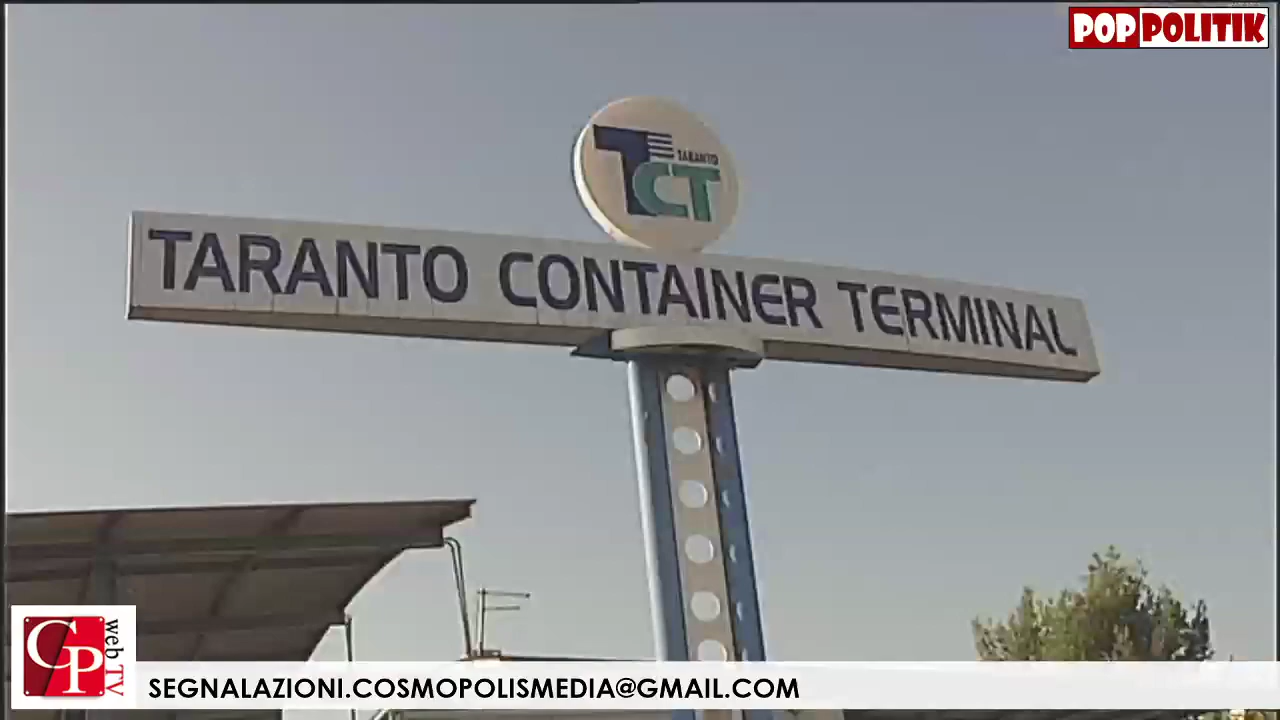 POPPOLITIK
TARANTO
TCT
TARANTO CONTAINER TERMINAL
CP
web TV
SEGNALAZIONI.COSMOPOLISMEDIA@GMAIL.COM